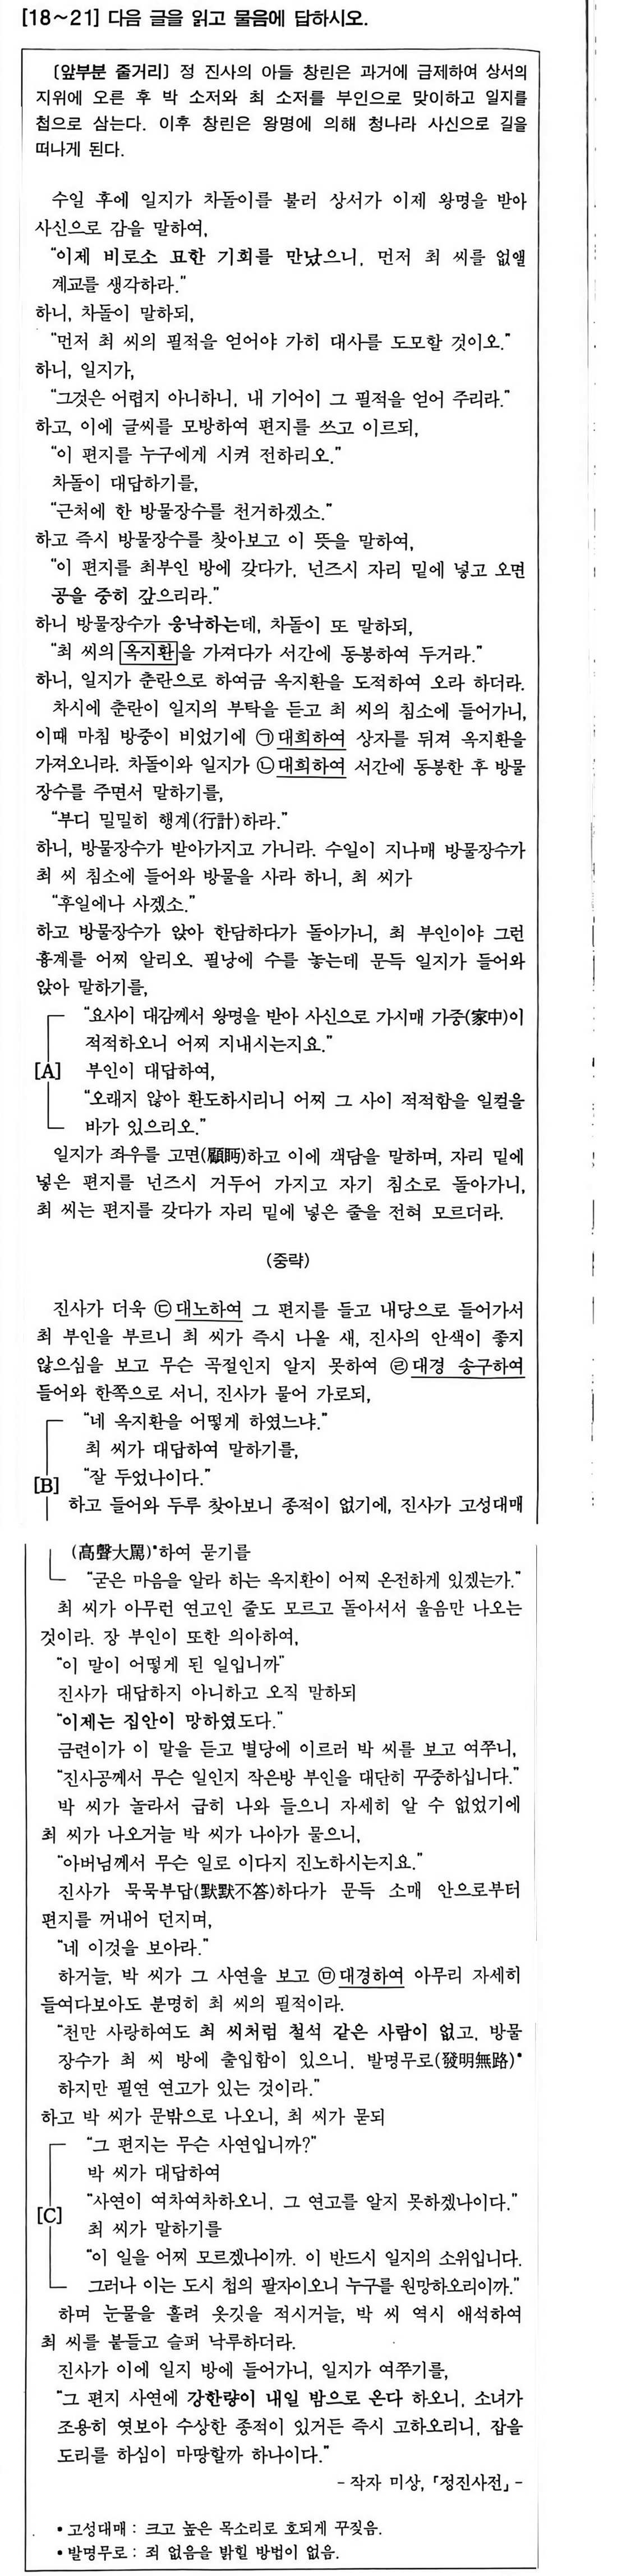 [18~21] 다음 글을 읽고 물음에 답하시오.
[앞부분 줄거리] 정 진사의 아들 창린은 과거에 급제하여 상서의
지위에 오른 후 박 소저와 최 소저를 부인으로 맞이하고 일지를
첩으로 삼는다. 이후 창린은 왕명에 의해 청나라 사신으로 길을
떠나게 된다.
수일 후에 일지가 차돌이를 불러 상서가 이제 왕명을 받아
사신으로 감을 말하여,
“이제 비로소 묘한 기회를 만났으니, 먼저 최 씨를 없앨
계교를 생각하라.”
하니, 차돌이 말하되,
“먼저 최 씨의 필적을 얻어야 가히 대사를 도모할 것이오.”
하니, 일지가,
“그것은 어렵지 아니하니, 내 기어이 그 필적을 얻어 주리라.”
하고, 이에 글씨를 모방하여 편지를 쓰고 이르되,
“이 편지를 누구에게 시켜 전하리오.”
차돌이 대답하기를,
“근처에 한 방물장수를 천거하겠소.”
하고 즉시 방물장수를 찾아보고 이 뜻을 말하여,
“이 편지를 최부인 방에 갖다가, 넌즈시 자리 밑에 넣고 오면
공을 중히 갚으리라.”
하니 방물장수가 응낙하는데, 차돌이 또 말하되,
“최 씨의 옥지환을 가져다가 서간에 동봉하여 두거라.”
하니, 일지가 춘란으로 하여금 옥지환을 도적하여 오라 하더라.
차시에 춘란이 일지의 부탁을 듣고 최 씨의 침소에 들어가니,
이때 마침 방중이 비었기에 ㉠대희하여 상자를 뒤져 옥지환을
가져오니라. 차돌이와 일지가 ㉡대희하여 서간에 동봉한 후 방물
장수를 주면서 말하기를,
“부디 밀밀히 행계(行計)하라.”
하니, 방물장수가 받아가지고 가니라. 수일이 지나매 방물장수가
최 씨 침소에 들어와 방물을 사라 하니, 최 씨가
“후일에나 사겠소.”
하고 방물장수가 앉아 한담하다가 돌아가니, 최 부인이야 그런
흉계를 어찌 알리오. 필낭에 수를 놓는데 문득 일지가 들어와
앉아 말하기를,
“요사이 대감께서 왕명을 받아 사신으로 가시매 가중(家中)이
적적하오니 어찌 지내시는지요.”
[A] 부인이 대답하여,
“오래지 않아 환도하시리니 어찌 그 사이 적적함을 일컬을
바가 있으리오.”
일지가 좌우를 고면(顧眄)하고 이에 객담을 말하며, 자리 밑에
넣은 편지를 넌즈시 거두어 가지고 자기 침소로 돌아가니,
최 씨는 편지를 갖다가 자리 밑에 넣은 줄을 전혀 모르더라.
(중략)
진사가 더욱 ㉢대노하여 그 편지를 들고 내당으로 들어가서
최 부인을 부르니 최 씨가 즉시 나올 새, 진사의 안색이 좋지
않으심을 보고 무슨 곡절인지 알지 못하여 ㉣대경 송구하여
들어와 한쪽으로 서니, 진사가 물어 가로되,
“네 옥지환을 어떻게 하였느냐.”
최 씨가 대답하여 말하기를,
[B] “잘 두었나이다.”
하고 들어와 두루 찾아보니 종적이 없기에, 진사가 고성대매
(高聲大罵)*하여 묻기를
“굳은 마음을 알라 하는 옥지환이 어찌 온전하게 있겠는가.”
최 씨가 아무런 연고인 줄도 모르고 돌아서서 울음만 나오는
것이라. 장 부인이 또한 의아하여,
“이 말이 어떻게 된 일입니까”
진사가 대답하지 아니하고 오직 말하되
“이제는 집안이 망하였도다.”
금련이가 이 말을 듣고 별당에 이르러 박 씨를 보고 여쭈니,
“진사공께서 무슨 일인지 작은방 부인을 대단히 꾸중하십니다.”
박 씨가 놀라서 급히 나와 들으니 자세히 알 수 없었기에
최 씨가 나오거늘 박 씨가 나아가 물으니,
“아버님께서 무슨 일로 이다지 진노하시는지요.”
진사가 묵묵부답(默默不答)하다가 문득 소매 안으로부터
편지를 꺼내어 던지며,
“네 이것을 보아라.”
하거늘, 박 씨가 그 사연을 보고 ㉤대경하여 아무리 자세히
들여다보아도 분명히 최 씨의 필적이라.
“천만 사랑하여도 최 씨처럼 철석 같은 사람이 없고, 방물
장수가 최 씨 방에 출입함이 있으니, 발명무로(發明無路)*
하지만 필연 연고가 있는 것이라.”
하고 박 씨가 문밖으로 나오니, 최 씨가 묻되
“그 편지는 무슨 사연입니까?”
박 씨가 대답하여
“사연이 여차여차하오니, 그 연고를 알지 못하겠나이다.”
[C] 최 씨가 말하기를
“이 일을 어찌 모르겠나이까. 이 반드시 일지의 소위입니다.
그러나 이는 도시 첩의 팔자이오니 누구를 원망하오리이까.”
하며 눈물을 흘려 옷깃을 적시거늘, 박 씨 역시 애석하여
최 씨를 붙들고 슬퍼 낙루하더라.
진사가 이에 일지 방에 들어가니, 일지가 여쭈기를,
“그 편지 사연에 강한량이 내일 밤으로 온다 하오니, 소녀가
조용히 엿보아 수상한 종적이 있거든 즉시 고하오리니, 잡을
도리를 하심이 마땅할까 하나이다.”
- 작자 미상, 「정진사전」 -
• 고성대매 : 크고 높은 목소리로 호되게 꾸짖음.
• 발명무로 : 죄 없음을 밝힐 방법이 없음.